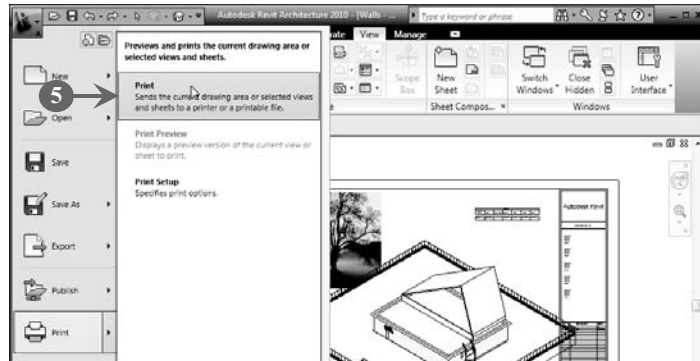 Autodesk Revit Architecture 2010 - [Walls - ...
Type a keyword or phrase
Previews and prints the current drawing area or
selected views and sheets.
View
Manage
New
Print
Sends the current drawing area or selected views
and sheets to a printer or a printable file.
5
Scope
Box
New
Sheet
Switch
Windows
Close
Hidden
User
Interface
Sheet Compos...
Windows
Open
Print Preview
Displays a preview version of the current view or
sheet to print.
Save
Print Setup
Specifies print options.
Save As
Autodesk Revit
Export
Publish
Print